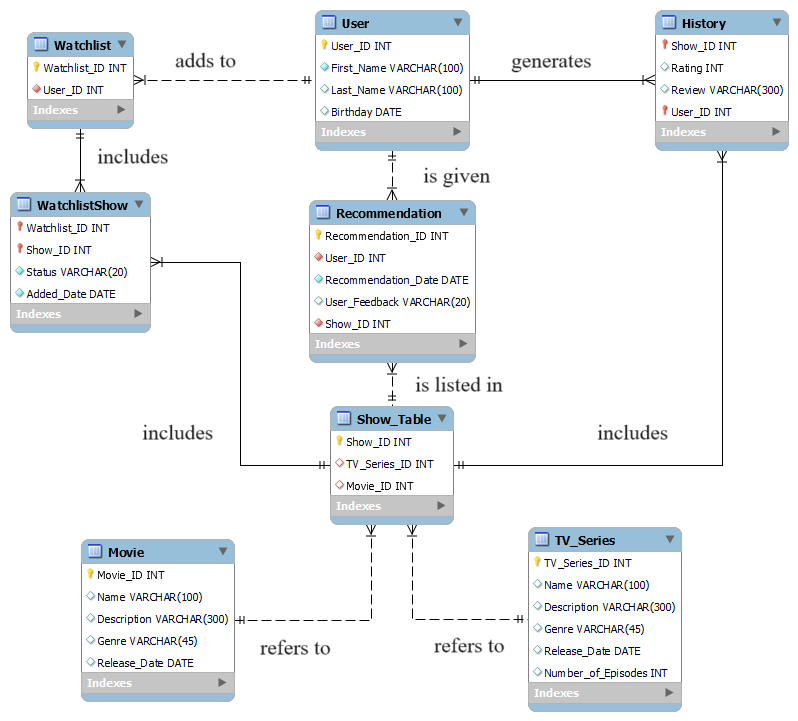 Watchlist
Watchlist_ID INT
User_ID INT
Indexes
adds to
User
User_ID INT
First_Name VARCHAR(100)
Last_Name VARCHAR(100)
Birthday DATE
Indexes
generates
History
Show_ID INT
Rating INT
Review VARCHAR(300)
User_ID INT
Indexes
includes
is given
WatchlistShow
Watchlist_ID INT
Show_ID INT
Status VARCHAR(20)
Added_Date DATE
Indexes
Recommendation
Recommendation_ID INT
User_ID INT
Recommendation_Date DATE
User_Feedback VARCHAR(20)
Show_ID INT
Indexes
is listed in
includes
Show_Table
Show_ID INT
TV_Series_ID INT
Movie_ID INT
Indexes
includes
Movie
Movie_ID INT
Name VARCHAR(100)
Description VARCHAR(300)
Genre VARCHAR(45)
Release_Date DATE
Indexes
refers to
refers to
TV_Series
TV_Series_ID INT
Name VARCHAR(100)
Description VARCHAR(300)
Genre VARCHAR(45)
Release_Date DATE
Number_of_Episodes INT
Indexes